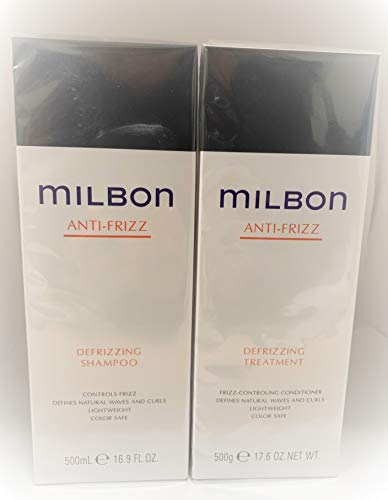 mILBON
ANTI-FRIZZ
DEFRIZZING
SHAMPOO
CONTROLS FRIZZ
DEFINES NATURAL WAVES AND CURLS
LIGHTWEIGHT
COLOR SAFE
500mL ℮ 16.9 FL.OZ.
mILBON
ANTI-FRIZZ
DEFRIZZING
TREATMENT
FRIZZ-CONTROLING CONDITIONER
DEFINES NATURAL WAVES AND CURLS
LIGHTWEIGHT
COLOR SAFE
500g ℮ 17.6 OZ.NET WT.